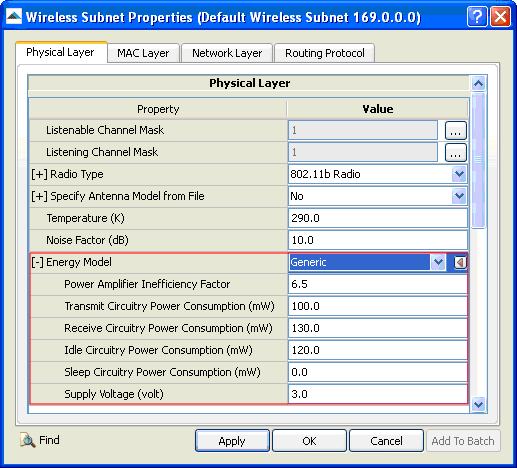 Wireless Subnet Properties (Default Wireless Subnet 169.0.0.0)
Physical Layer MAC Layer Network Layer Routing Protocol
Physical Layer
Property Value
Listenable Channel Mask 1 ...
Listening Channel Mask 1 ...
[+] Radio Type 802.11b Radio
[+] Specify Antenna Model from File No
Temperature (K) 290.0
Noise Factor (dB) 10.0
[-] Energy Model Generic
Power Amplifier Inefficiency Factor 6.5
Transmit Circuitry Power Consumption (mW) 100.0
Receive Circuitry Power Consumption (mW) 130.0
Idle Circuitry Power Consumption (mW) 120.0
Sleep Circuitry Power Consumption (mW) 0.0
Supply Voltage (volt) 3.0
Find Apply OK Cancel Add To Batch